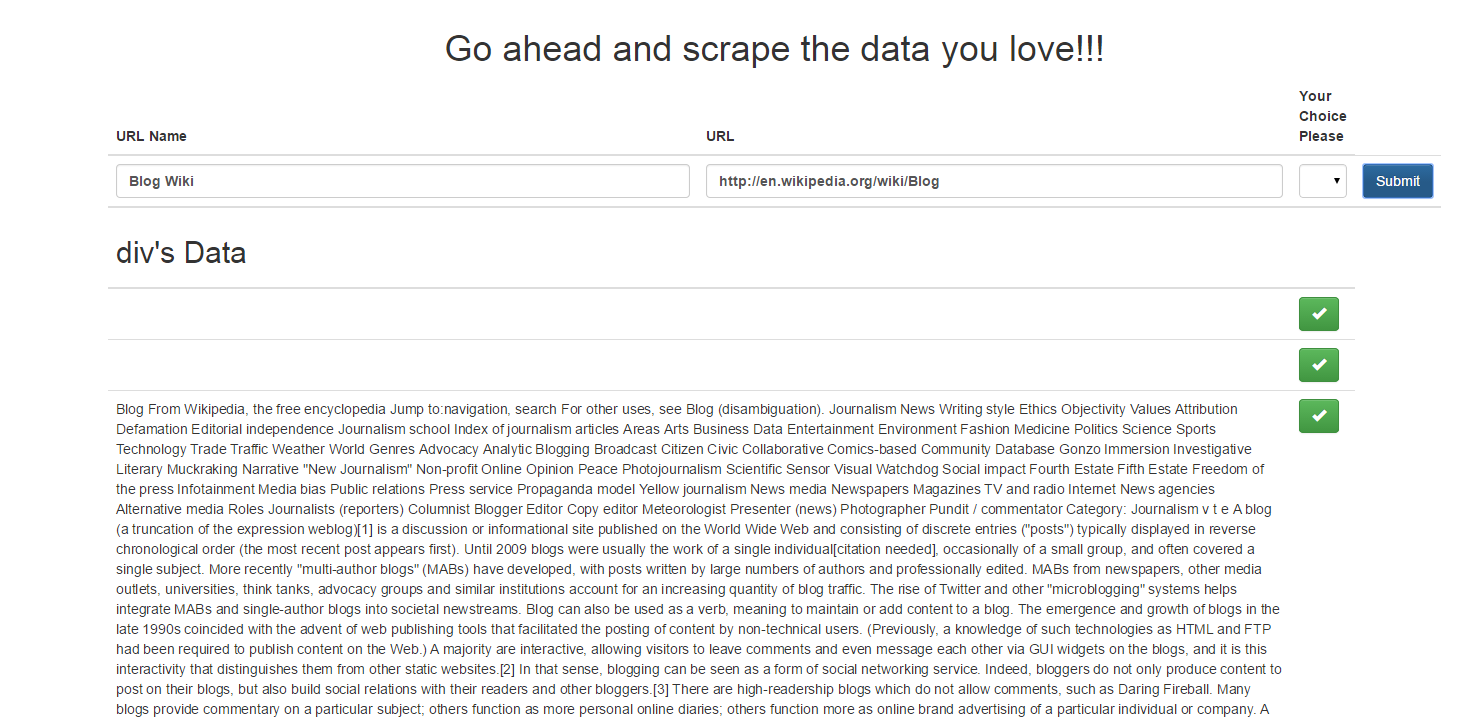 Go ahead and scrape the data you love!!!
Your
Choice
Please
URL Name
URL
Blog Wiki
http://en.wikipedia.org/wiki/Blog
Submit
div's Data
Blog From Wikipedia, the free encyclopedia Jump to:navigation, search For other uses, see Blog (disambiguation). Journalism News Writing style Ethics Objectivity Values Attribution
Defamation Editorial independence Journalism school Index of journalism articles Areas Arts Business Data Entertainment Environment Fashion Medicine Politics Science Sports
Technology Trade Traffic Weather World Genres Advocacy Analytic Blogging Broadcast Citizen Civic Collaborative Comics-based Community Database Gonzo Immersion Investigative
Literary Muckraking Narrative "New Journalism" Non-profit Online Opinion Peace Photojournalism Scientific Sensor Visual Watchdog Social impact Fourth Estate Fifth Estate Freedom of
the press Infotainment Media bias Public relations Press service Propaganda model Yellow journalism News media Newspapers Magazines TV and radio Internet News agencies
Alternative media Roles Journalists (reporters) Columnist Blogger Editor Copy editor Meteorologist Presenter (news) Photographer Pundit / commentator Category: Journalism v t e A blog
(a truncation of the expression weblog)[1] is a discussion or informational site published on the World Wide Web and consisting of discrete entries ("posts") typically displayed in reverse
chronological order (the most recent post appears first). Until 2009 blogs were usually the work of a single individual[citation needed], occasionally of a small group, and often covered a
single subject. More recently "multi-author blogs" (MABs) have developed, with posts written by large numbers of authors and professionally edited. MABs from newspapers, other media
outlets, universities, think tanks, advocacy groups and similar institutions account for an increasing quantity of blog traffic. The rise of Twitter and other "microblogging" systems helps
integrate MABs and single-author blogs into societal newstreams. Blog can also be used as a verb, meaning to maintain or add content to a blog. The emergence and growth of blogs in the
late 1990s coincided with the advent of web publishing tools that facilitated the posting of content by non-technical users. (Previously, a knowledge of such technologies as HTML and FTP
had been required to publish content on the Web.) A majority are interactive, allowing visitors to leave comments and even message each other via GUI widgets on the blogs, and it is this
interactivity that distinguishes them from other static websites.[2] In that sense, blogging can be seen as a form of social networking service. Indeed, bloggers do not only produce content to
post on their blogs, but also build social relations with their readers and other bloggers.[3] There are high-readership blogs which do not allow comments, such as Daring Fireball. Many
blogs provide commentary on a particular subject; others function as more personal online diaries; others function more as online brand advertising of a particular individual or company. A